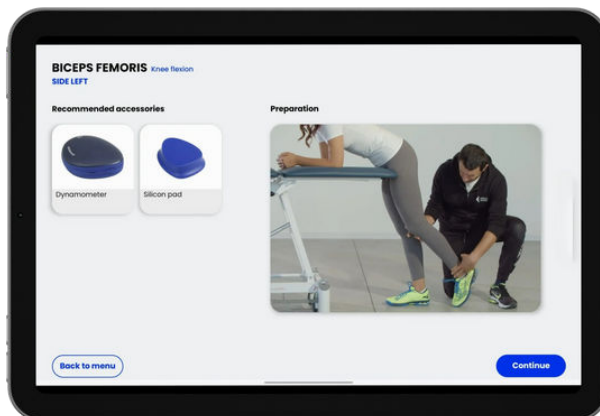 BICEPS FEMORIS Knee flexion
SIDE LEFT
Recommended accessories
Preparation
Dynamometer
Silicon pad
Back to menu
Continue